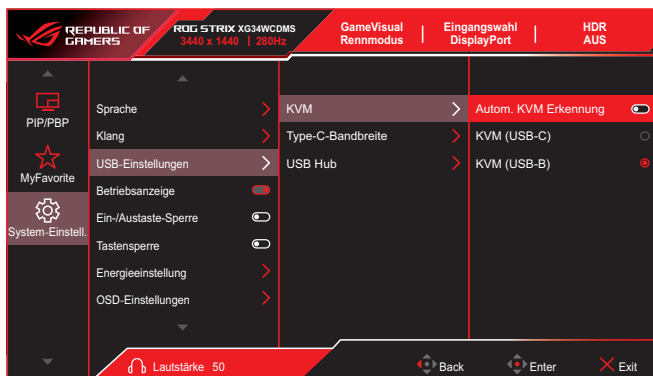 REPUBLIC OF
GAMERS
ROG STRIX XG34WCDMS
3440 x 1440 | 280Hz
GameVisual
Rennmodus
Eingangswahl
DisplayPort
HDR
AUS
PIP/PBP
MyFavorite
System-Einstell.
Sprache
Klang
USB-Einstellungen
Betriebsanzeige
Ein-/Austaste-Sperre
Tastensperre
Energieeinstellung
OSD-Einstellungen
KVM
Type-C-Bandbreite
USB Hub
Autom. KVM Erkennung
KVM (USB-C)
KVM (USB-B)
Lautstärke 50
Back
Enter
Exit